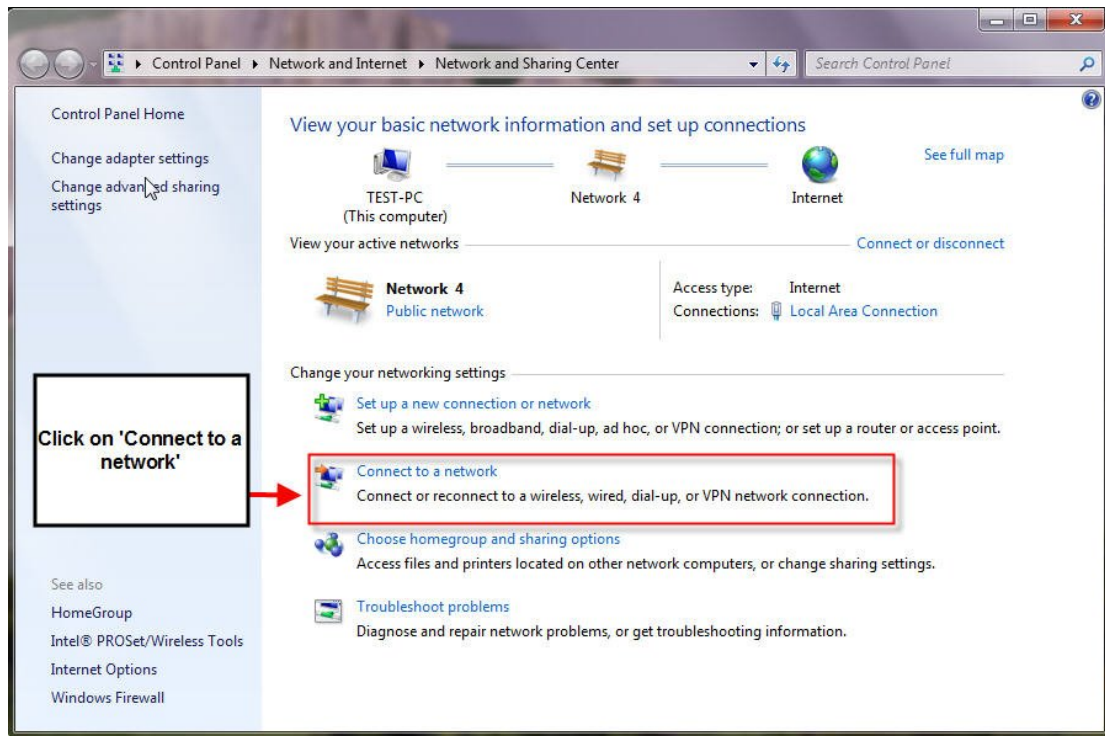 Control Panel ▸ Network and Internet ▸ Network and Sharing Center
Search Control Panel
Control Panel Home
Change adapter settings
Change advanced sharing
settings
Click on 'Connect to a
network'
See also
HomeGroup
Intel® PROSet/Wireless Tools
Internet Options
Windows Firewall
View your basic network information and set up connections
See full map
TEST-PC
(This computer)
Network 4
Internet
View your active networks
Connect or disconnect
Network 4
Public network
Access type: Internet
Connections: Local Area Connection
Change your networking settings
Set up a new connection or network
Set up a wireless, broadband, dial-up, ad hoc, or VPN connection; or set up a router or access point.
Connect to a network
Connect or reconnect to a wireless, wired, dial-up, or VPN network connection.
Choose homegroup and sharing options
Access files and printers located on other network computers, or change sharing settings.
Troubleshoot problems
Diagnose and repair network problems, or get troubleshooting information.